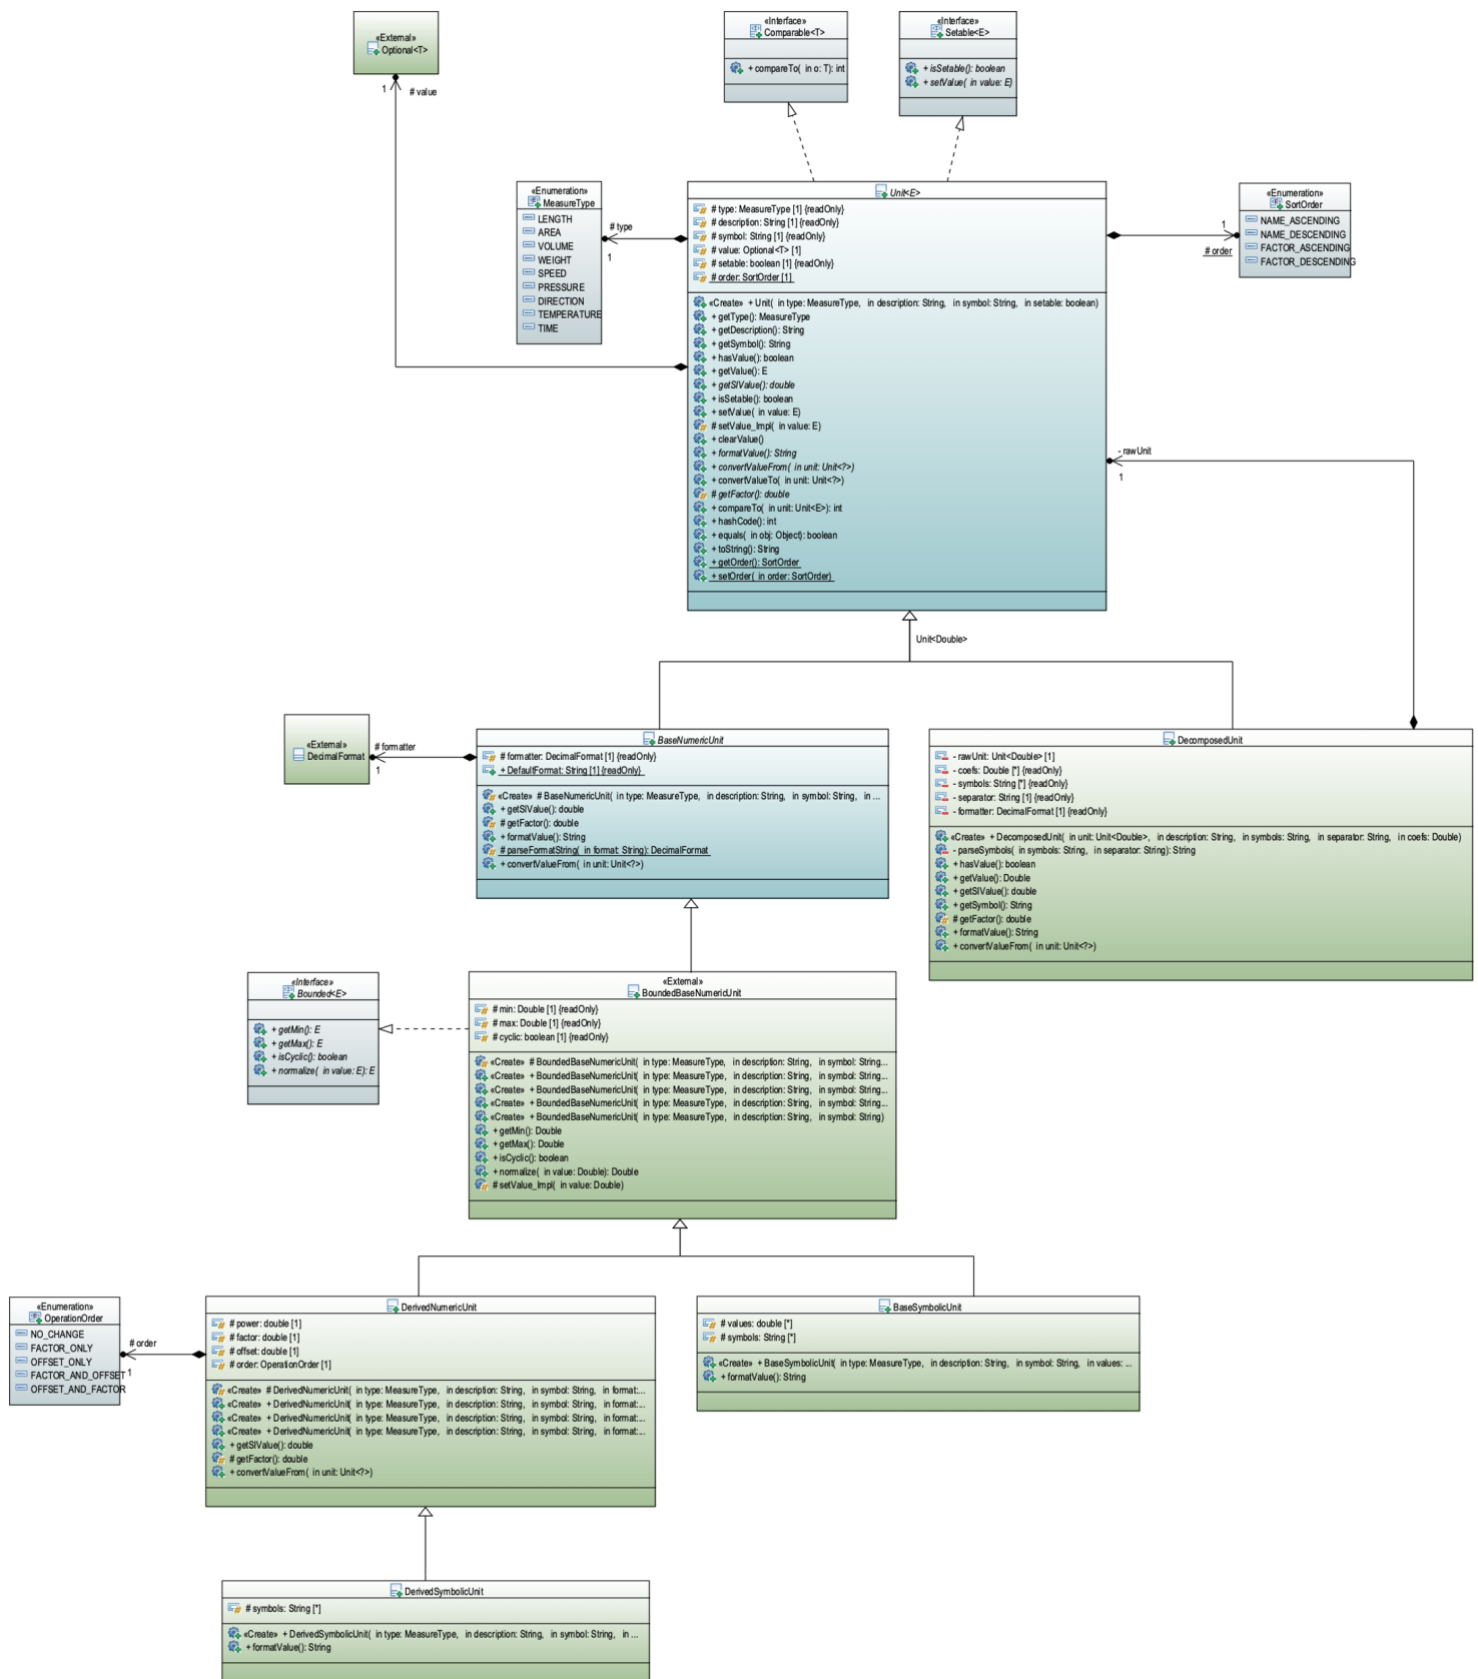 «External»
Optional<T>
1
# value
«Interface»
Comparable<T>
+ compareTo( in o: T): int
«Interface»
Setable<E>
+ isSetable(): boolean
+ setValue( in value: E)
«Enumeration»
MeasureType
LENGTH
AREA
VOLUME
WEIGHT
SPEED
PRESSURE
DIRECTION
TEMPERATURE
TIME
# type
1
Unit<E>
# type: MeasureType [1] {readOnly}
# description: String [1] {readOnly}
# symbol: String [1] {readOnly}
# value: Optional<T> [1]
# setable: boolean [1] {readOnly}
# order: SortOrder [1]
«Create» + Unit( in type: MeasureType, in description: String, in symbol: String, in setable: boolean)
+ getType(): MeasureType
+ getDescription(): String
+ getSymbol(): String
+ hasValue(): boolean
+ getValue(): E
+ getSIValue(): double
+ isSetable(): boolean
+ setValue( in value: E)
# setValue_Impl( in value: E)
+ clearValue()
+ formatValue(): String
+ convertValueFrom( in unit: Unit<?>)
+ convertValueTo( in unit: Unit<?>)
# getFactor(): double
+ compareTo( in unit: Unit<E>): int
+ hashCode(): int
+ equals( in obj: Object): boolean
+ toString(): String
+ getOrder(): SortOrder
+ setOrder( in order: SortOrder)
1
# order
«Enumeration»
SortOrder
NAME_ASCENDING
NAME_DESCENDING
FACTOR_ASCENDING
FACTOR_DESCENDING
- rawUnit
1
Unit<Double>
«External»
DecimalFormat
# formatter
1
BaseNumericUnit
# formatter: DecimalFormat [1] {readOnly}
+ DefaultFormat: String [1] {readOnly}
«Create» # BaseNumericUnit( in type: MeasureType, in description: String, in symbol: String, in ...
+ getSIValue(): double
# getFactor(): double
+ formatValue(): String
# parseFormatString( in format: String): DecimalFormat
+ convertValueFrom( in unit: Unit<?>)
DecomposedUnit
- rawUnit: Unit<Double> [1]
- coefs: Double [*] {readOnly}
- symbols: String [*] {readOnly}
- separator: String [1] {readOnly}
- formatter: DecimalFormat [1] {readOnly}
«Create» + DecomposedUnit( in unit: Unit<Double>, in description: String, in symbols: String, in separator: String, in coefs: Double)
- parseSymbols( in symbols: String, in separator: String): String
+ hasValue(): boolean
+ getValue(): Double
+ getSIValue(): double
+ getSymbol(): String
# getFactor(): double
+ formatValue(): String
+ convertValueFrom( in unit: Unit<?>)
«Interface»
Bounded<E>
+ getMin(): E
+ getMax(): E
+ isCyclic(): boolean
+ normalize( in value: E): E
«External»
BoundedBaseNumericUnit
# min: Double [1] {readOnly}
# max: Double [1] {readOnly}
# cyclic: boolean [1] {readOnly}
«Create» # BoundedBaseNumericUnit( in type: MeasureType, in description: String, in symbol: String...
«Create» + BoundedBaseNumericUnit( in type: MeasureType, in description: String, in symbol: String...
«Create» + BoundedBaseNumericUnit( in type: MeasureType, in description: String, in symbol: String...
«Create» + BoundedBaseNumericUnit( in type: MeasureType, in description: String, in symbol: String...
«Create» + BoundedBaseNumericUnit( in type: MeasureType, in description: String, in symbol: String)
+ getMin(): Double
+ getMax(): Double
+ isCyclic(): boolean
+ normalize( in value: Double): Double
# setValue_Impl( in value: Double)
«Enumeration»
OperationOrder
NO_CHANGE
FACTOR_ONLY
OFFSET_ONLY
FACTOR_AND_OFFSET
OFFSET_AND_FACTOR
# order
1
DerivedNumericUnit
# power: double [1]
# factor: double [1]
# offset: double [1]
# order: OperationOrder [1]
«Create» # DerivedNumericUnit( in type: MeasureType, in description: String, in symbol: String, in format:...
«Create» + DerivedNumericUnit( in type: MeasureType, in description: String, in symbol: String, in format:...
«Create» + DerivedNumericUnit( in type: MeasureType, in description: String, in symbol: String, in format:...
«Create» + DerivedNumericUnit( in type: MeasureType, in description: String, in symbol: String, in format:...
+ getSIValue(): double
# getFactor(): double
+ convertValueFrom( in unit: Unit<?>)
BaseSymbolicUnit
# values: double [*]
# symbols: String [*]
«Create» + BaseSymbolicUnit( in type: MeasureType, in description: String, in symbol: String, in values: ...
+ formatValue(): String
DerivedSymbolicUnit
# symbols: String [*]
«Create» + DerivedSymbolicUnit( in type: MeasureType, in description: String, in symbol: String, in ...
+ formatValue(): String